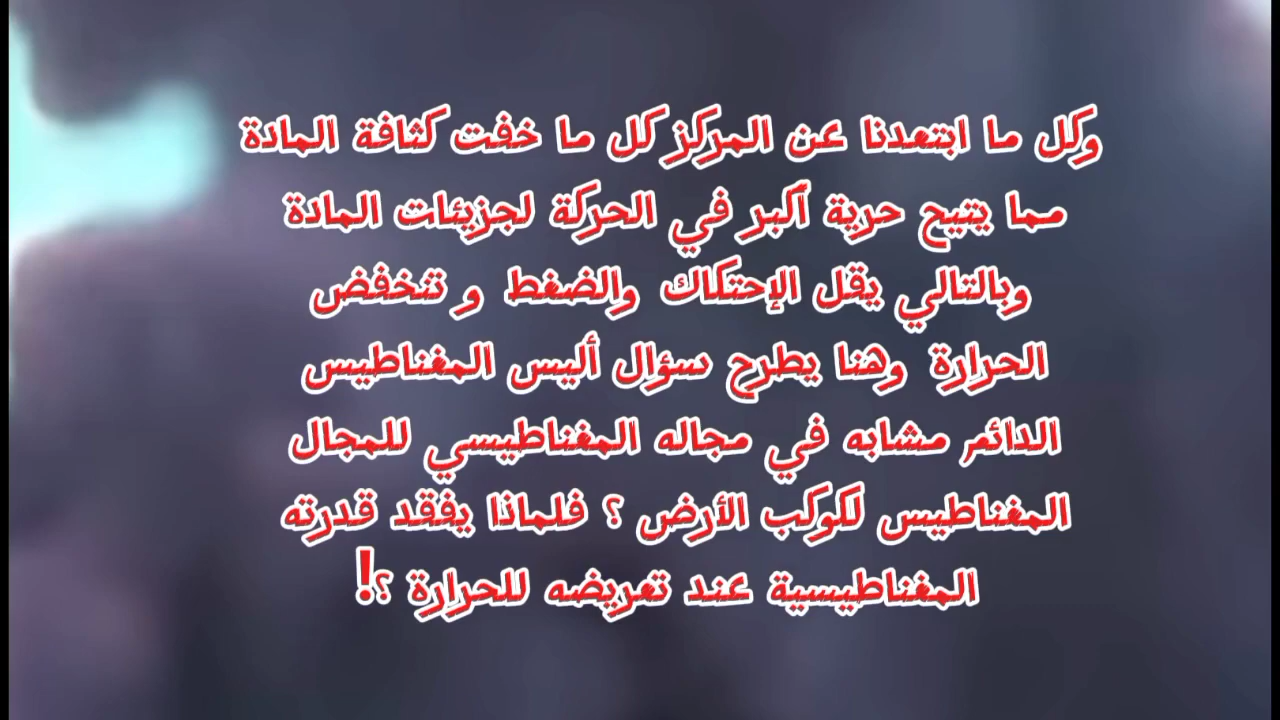 وكل ما ابتعدنا عن المركز كل ما خفت كثافة المادة
مما يتيح حرية أكبر في الحركة لجزيئات المادة
وبالتالي يقل الإحتكاك والضغط و تنخفض
الحرارة وهنا يطرح سؤال أليس المغناطيس
الدائم مشابه في مجاله المغناطيسي للمجال
المغناطيس لكوكب الأرض ؟ فلماذا يفقد قدرته
المغناطيسية عند تعريضه للحرارة ؟!